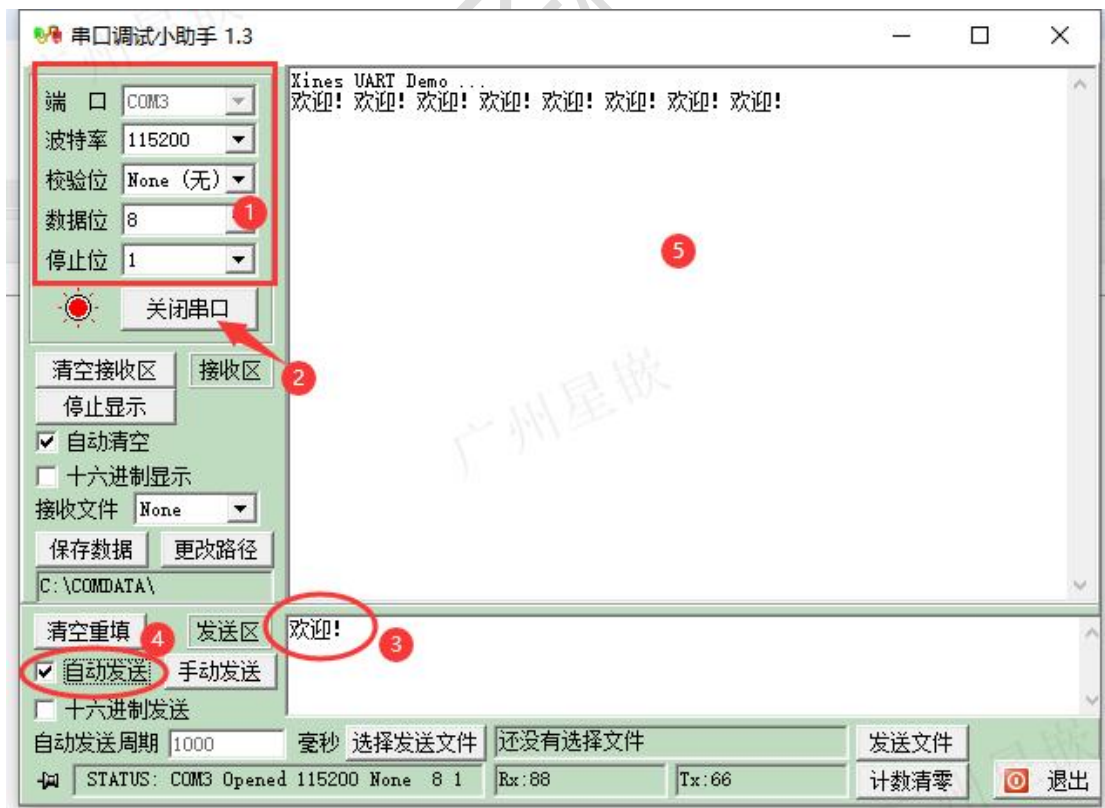 串口调试小助手 1.3
端 口 COM3
波特率 115200
校验位 None (无)
数据位 8
停止位 1
1
关闭串口
2
清空接收区 接收区
停止显示
自动清空
十六进制显示
接收文件 None
保存数据 更改路径
C:\COMDATA\
Xines UART Demo ...
欢迎! 欢迎! 欢迎! 欢迎! 欢迎! 欢迎! 欢迎! 欢迎!
5
广州星嵌
清空重填 4 发送区
欢迎!
3
自动发送 手动发送
十六进制发送
自动发送周期 1000 毫秒 选择发送文件 还没有选择文件 发送文件
STATUS: COM3 Opened 115200 None 8 1 Rx:88 Tx:66 计数清零 退出